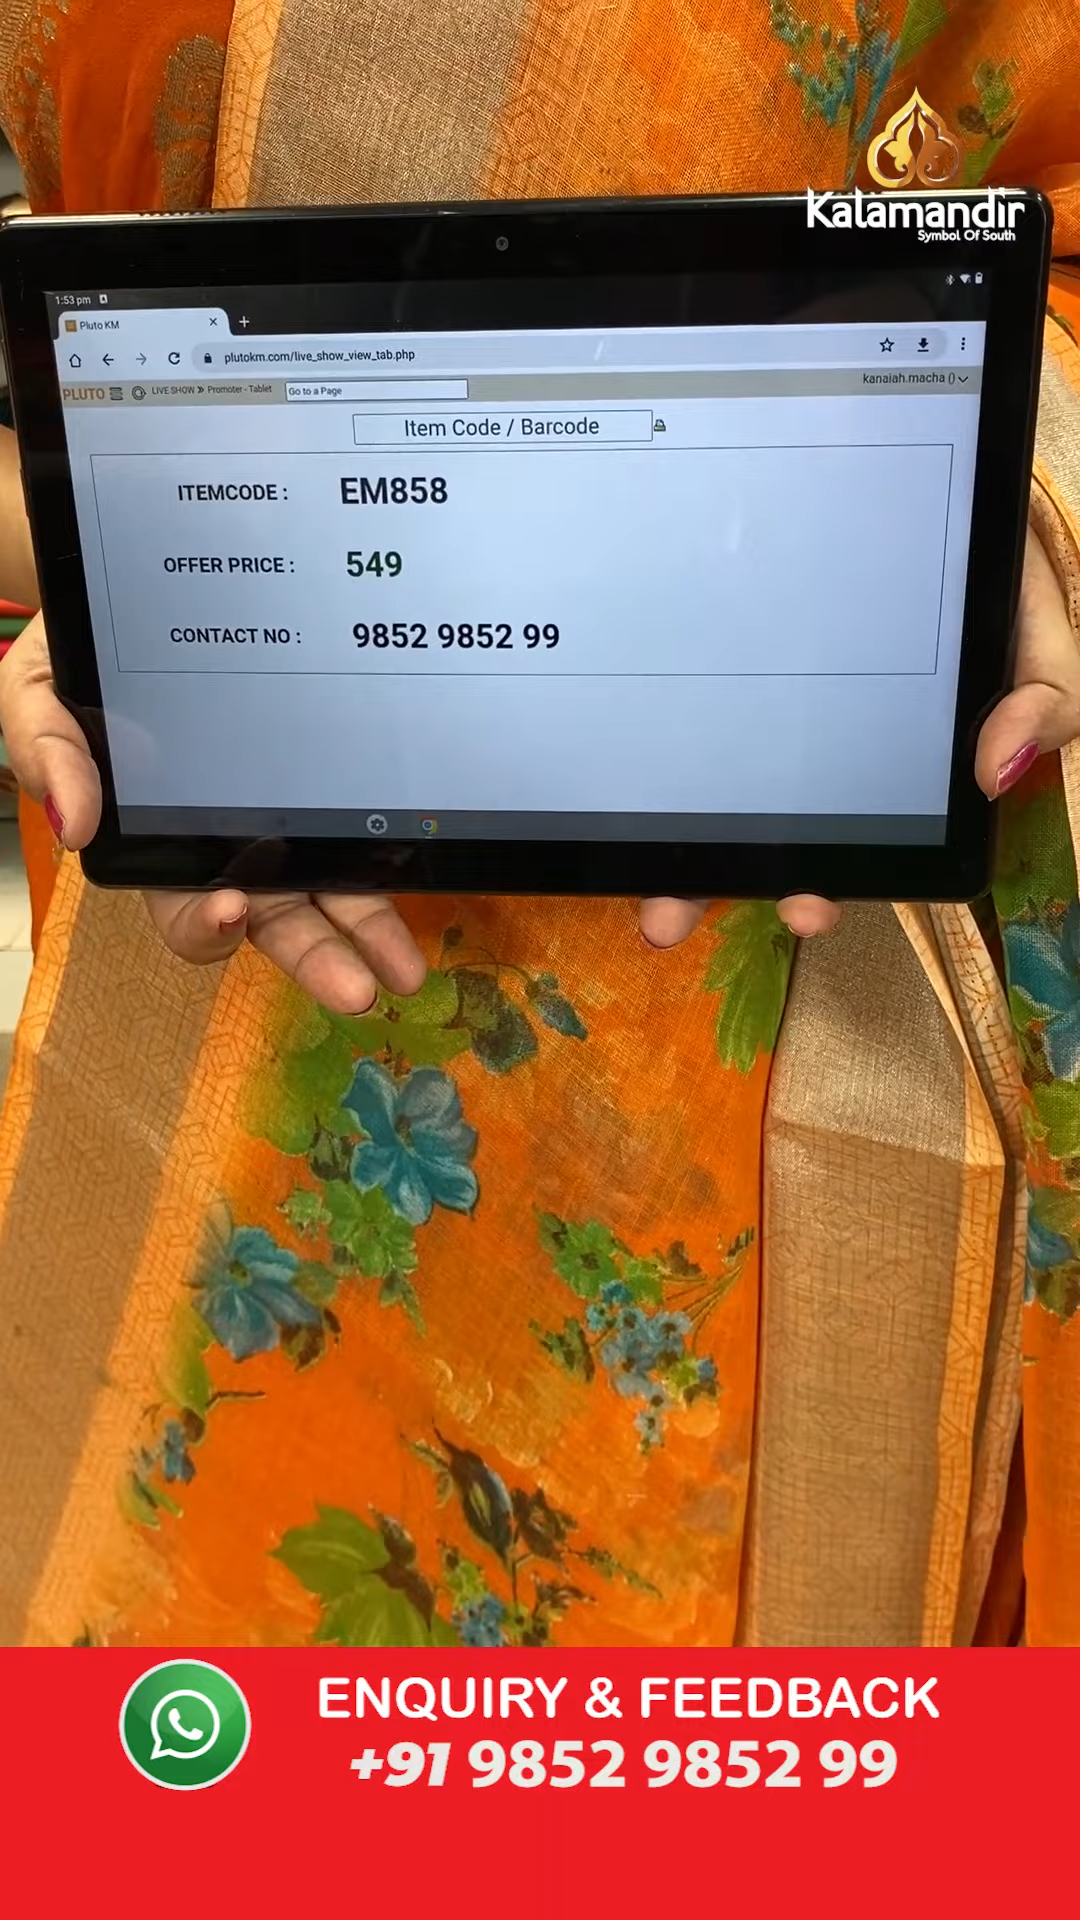 Kalamandir
Symbol Of South
1:53 pm
Pluto KM
plutokm.com/live_show_view_tab.php
PLUTO
LIVE SHOW » Promoter - Tablet
Go to a Page
kanaiah.macha ()
Item Code / Barcode
ITEMCODE : EM858
OFFER PRICE : 549
CONTACT NO : 9852 9852 99
ENQUIRY & FEEDBACK
+91 9852 9852 99